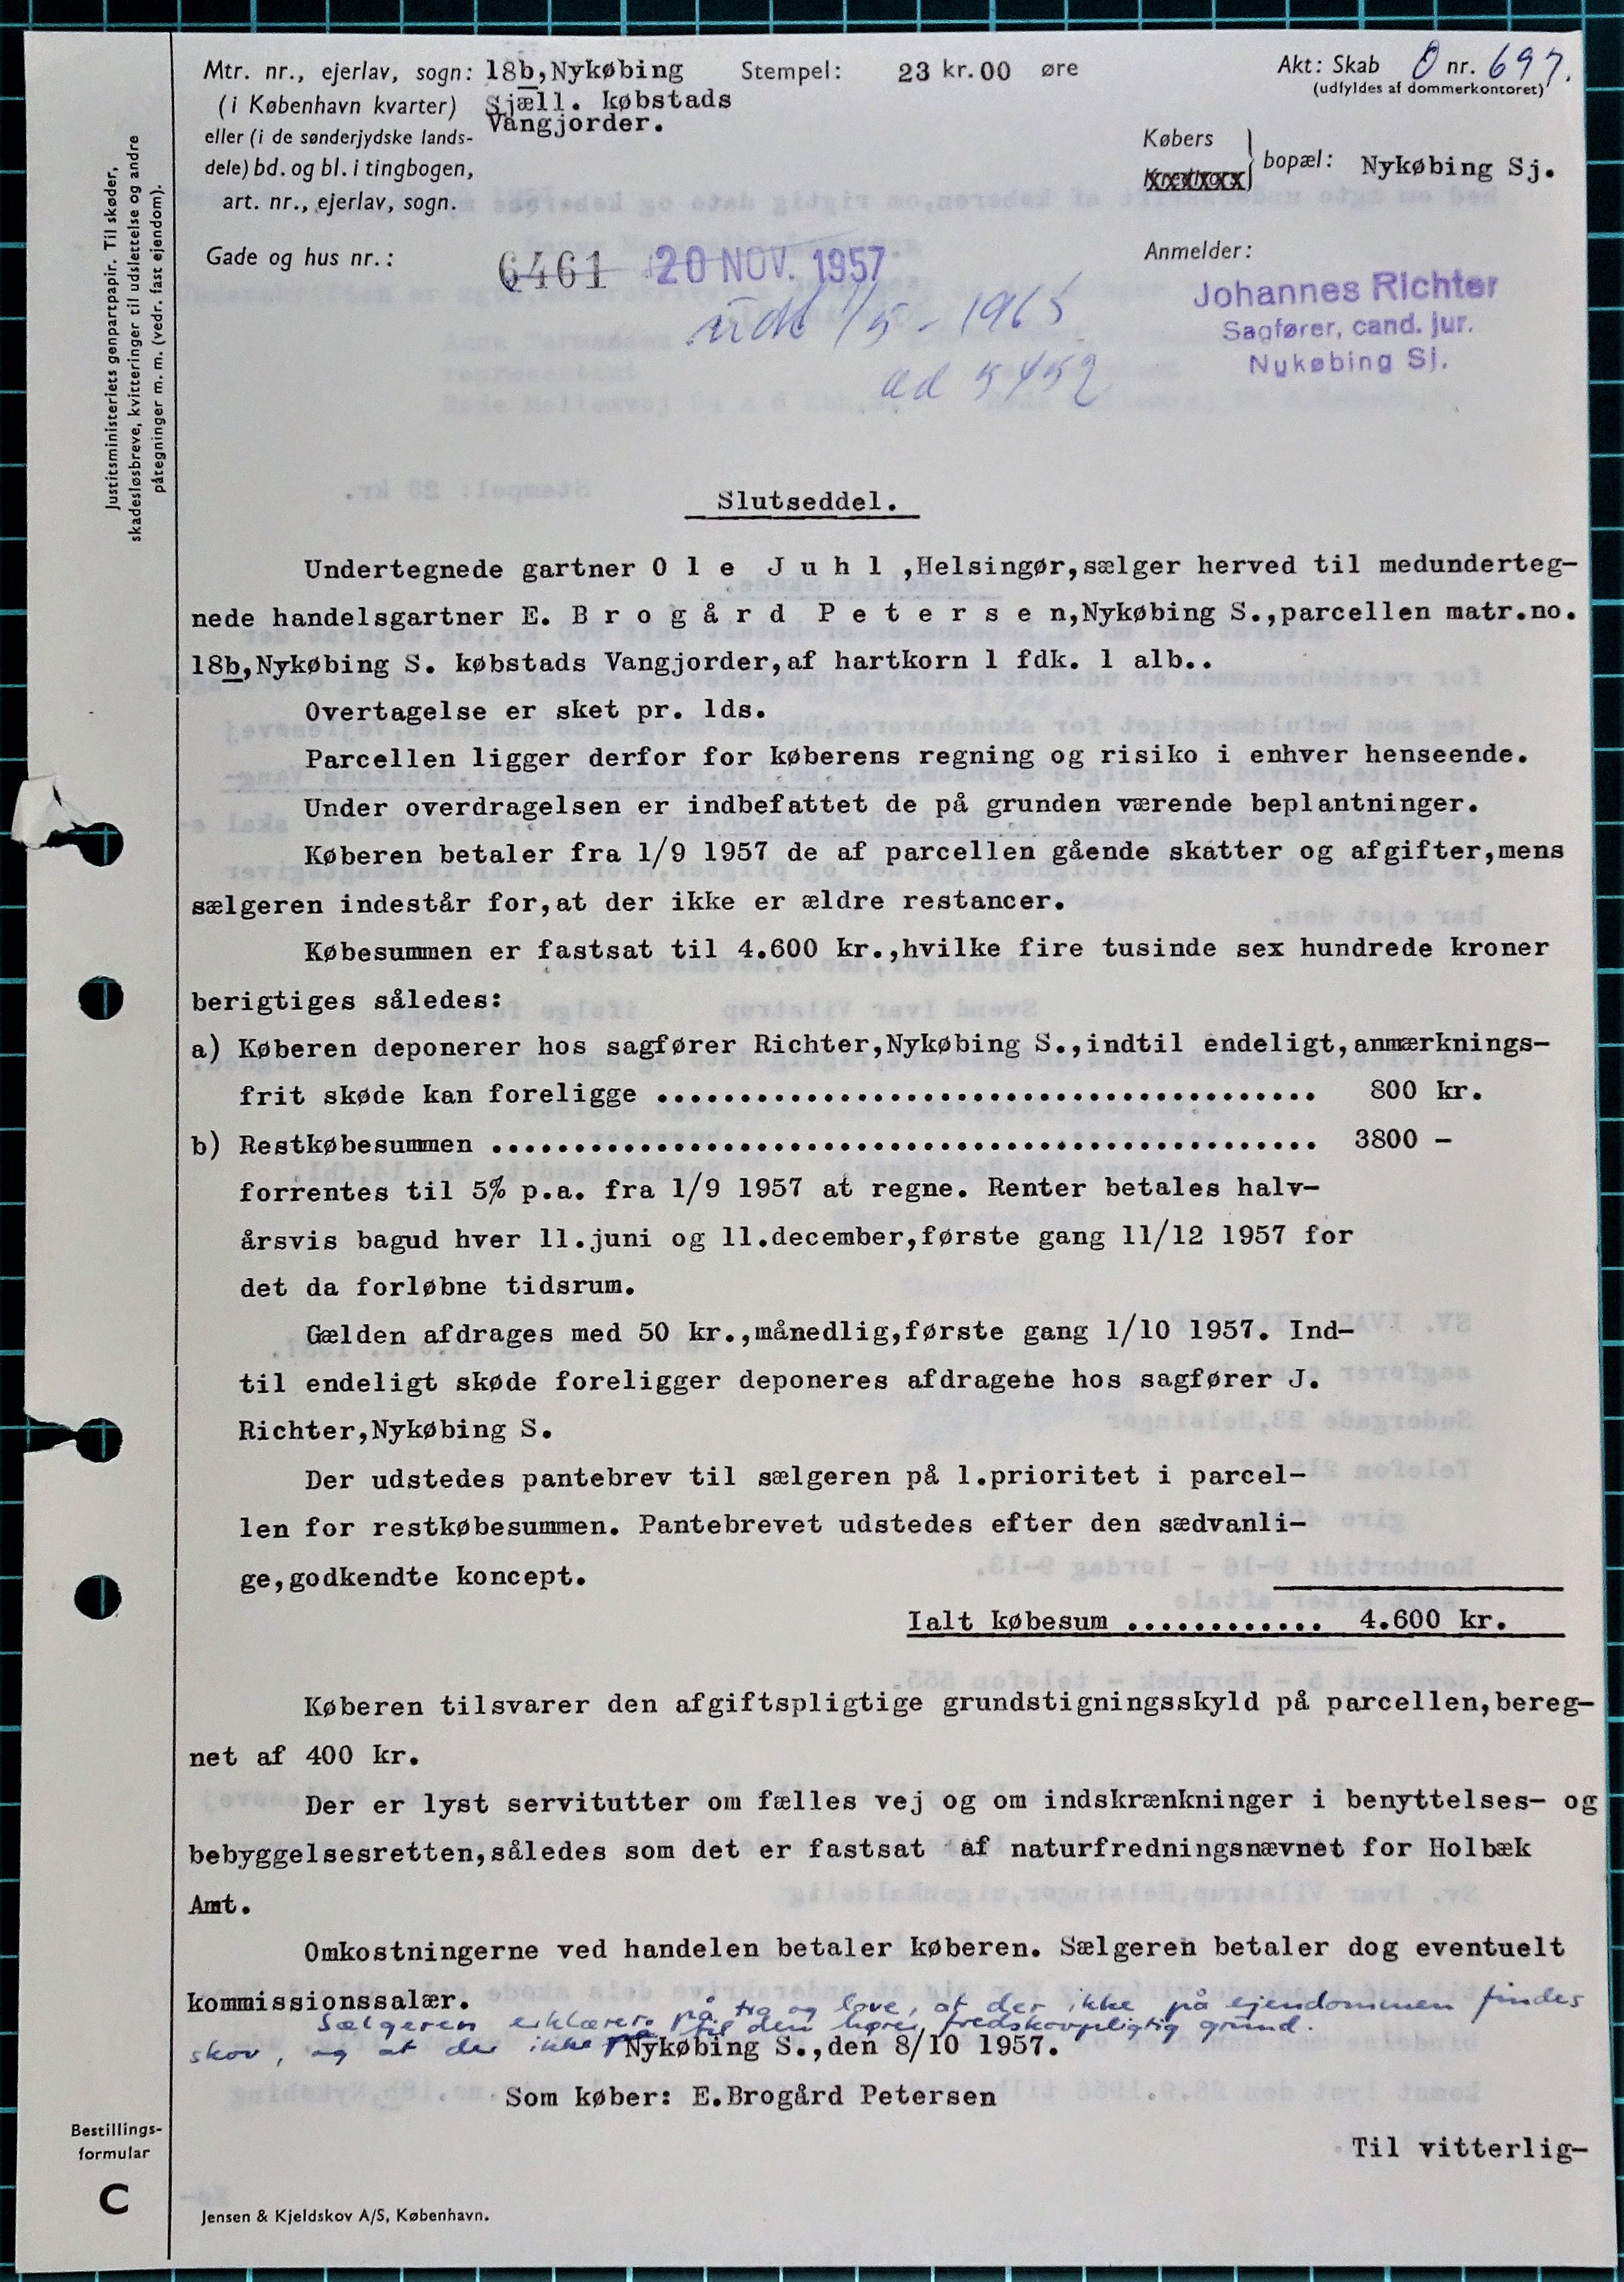 Mtr. nr., ejerlav, sogn: 18b, Nykøbing Stempel: 23 kr. 00 øre Akt: Skab O nr. 697.
(i København kvarter) Sjæll. købstads (udfyldes af dommerkontoret)
eller (i de sønderjydske lands- Vangjorder.
dele) bd. og bl. i tingbogen,
art. nr., ejerlav, sogn.
Købers
bopæl: Nykøbing Sj.
Gade og hus nr.: 6461 20 NOV. 1957 Anmelder:
Johannes Richter
Sagfører, cand. jur.
Nykøbing Sj.
udt 1/5 - 1965
ad 5452
Justitsministeriets genpartpapir. Til skøder,
skadesløsbreve, kvitteringer til udslettelse og andre
påtegninger m. m. (vedr. fast ejendom).
Slutseddel.
Undertegnede gartner O l e J u h l ,Helsingør,sælger herved til medunderteg-
nede handelsgartner E. B r o g å r d P e t e r s e n,Nykøbing S.,parcellen matr.no.
18b,Nykøbing S. købstads Vangjorder,af hartkorn 1 fdk. 1 alb..
Overtagelse er sket pr. 1ds.
Parcellen ligger derfor for køberens regning og risiko i enhver henseende.
Under overdragelsen er indbefattet de på grunden værende beplantninger.
Køberen betaler fra 1/9 1957 de af parcellen gående skatter og afgifter,mens
sælgeren indestår for,at der ikke er ældre restancer.
Købesummen er fastsat til 4.600 kr.,hvilke fire tusinde sex hundrede kroner
berigtiges således:
a) Køberen deponerer hos sagfører Richter,Nykøbing S.,indtil endeligt,anmærknings-
frit skøde kan foreligge ...................................... 800 kr.
b) Restkøbesummen ................................................ 3800 -
forrentes til 5% p.a. fra 1/9 1957 at regne. Renter betales halv-
årsvis bagud hver 11.juni og 11.december,første gang 11/12 1957 for
det da forløbne tidsrum.
Gælden afdrages med 50 kr.,månedlig,første gang 1/10 1957. Ind-
til endeligt skøde foreligger deponeres afdragene hos sagfører J.
Richter,Nykøbing S.
Der udstedes pantebrev til sælgeren på 1.prioritet i parcel-
len for restkøbesummen. Pantebrevet udstedes efter den sædvanli-
ge,godkendte koncept.
Ialt købesum ............ 4.600 kr.
Køberen tilsvarer den afgiftspligtige grundstigningsskyld på parcellen,bereg-
net af 400 kr.
Der er lyst servitutter om fælles vej og om indskrænkninger i benyttelses- og
bebyggelsesretten,således som det er fastsat af naturfredningsnævnet for Holbæk
Amt.
Omkostningerne ved handelen betaler køberen. Sælgeren betaler dog eventuelt
kommissionssalær.
Sælgeren erklærer på tro og love, at der ikke på ejendommen findes
skov, og at der ikke til den hører fredskovpligtig grund.
Nykøbing S.,den 8/10 1957.
Som køber: E.Brogård Petersen
Til vitterlig-
Bestillings-
formular
C
Jensen & Kjeldskov A/S, København.